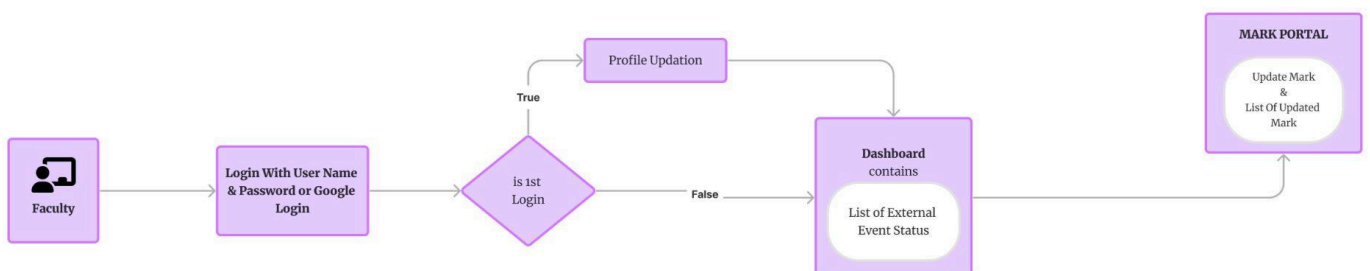 Faculty
Login With User Name
& Password or Google
Login
is 1st
Login
True
Profile Updation
False
Dashboard
contains
List of External
Event Status
MARK PORTAL
Update Mark
&
List Of Updated
Mark